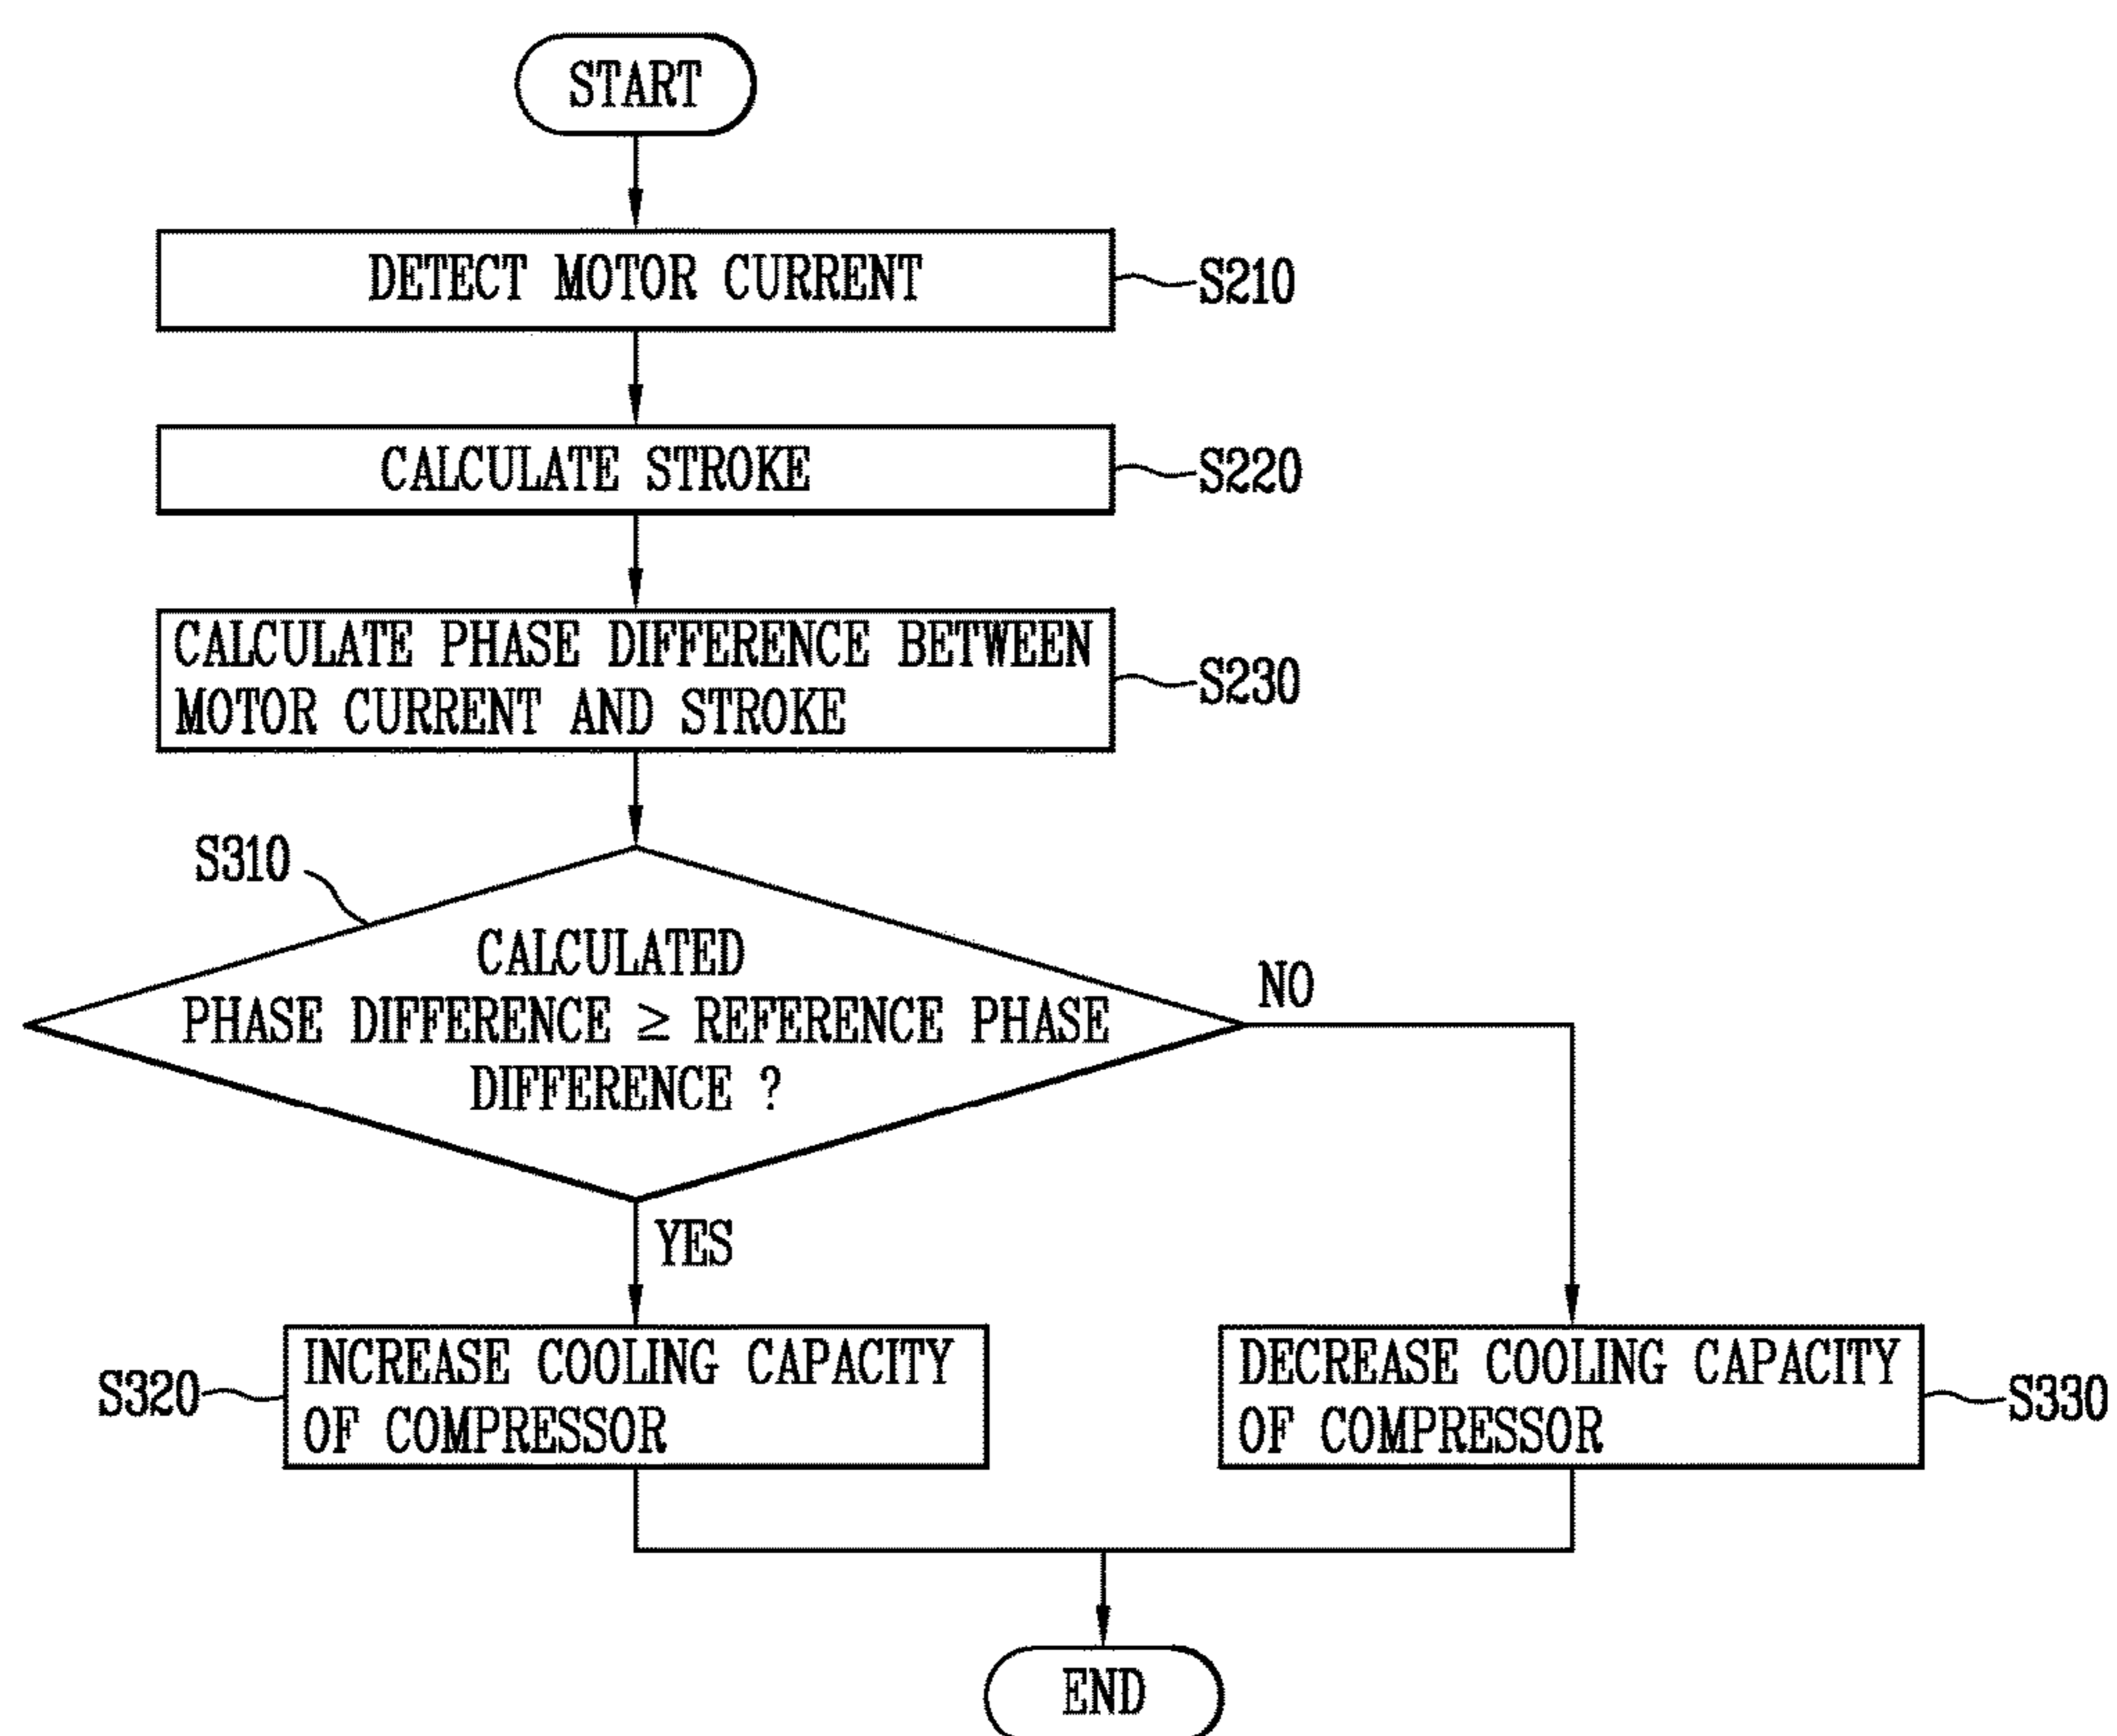 START
DETECT MOTOR CURRENT
S210
CALCULATE STROKE
S220
CALCULATE PHASE DIFFERENCE BETWEEN
MOTOR CURRENT AND STROKE
S230
S310
CALCULATED
PHASE DIFFERENCE ≥ REFERENCE PHASE
DIFFERENCE ?
NO
YES
INCREASE COOLING CAPACITY
OF COMPRESSOR
S320
DECREASE COOLING CAPACITY
OF COMPRESSOR
S330
END